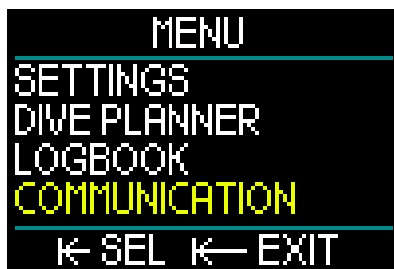 MENU
SETTINGS
DIVE PLANNER
LOGBOOK
COMMUNICATION
SEL EXIT